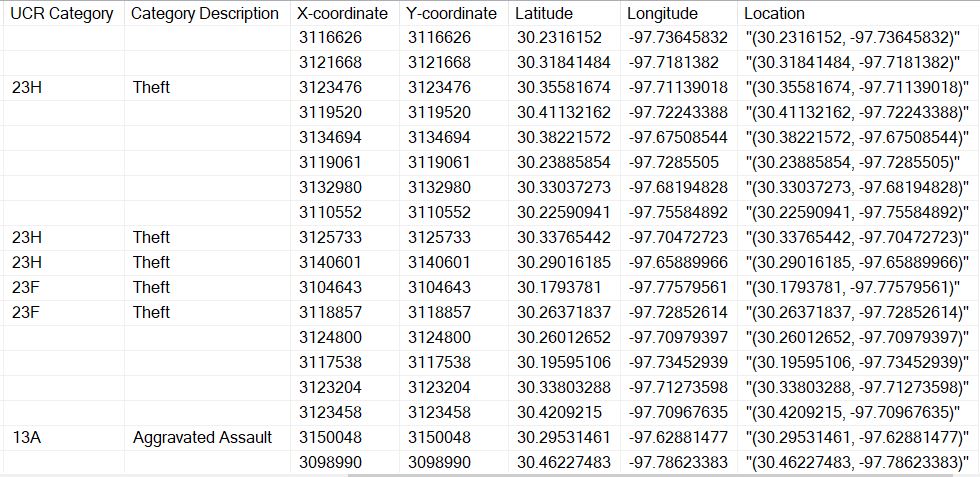 UCR Category Category Description X-coordinate Y-coordinate Latitude Longitude Location
3116626 3116626 30.2316152 -97.73645832 "(30.2316152, -97.73645832)"
3121668 3121668 30.31841484 -97.7181382 "(30.31841484, -97.7181382)"
23H Theft 3123476 3123476 30.35581674 -97.71139018 "(30.35581674, -97.71139018)"
3119520 3119520 30.41132162 -97.72243388 "(30.41132162, -97.72243388)"
3134694 3134694 30.38221572 -97.67508544 "(30.38221572, -97.67508544)"
3119061 3119061 30.23885854 -97.7285505 "(30.23885854, -97.7285505)"
3132980 3132980 30.33037273 -97.68194828 "(30.33037273, -97.68194828)"
3110552 3110552 30.22590941 -97.75584892 "(30.22590941, -97.75584892)"
23H Theft 3125733 3125733 30.33765442 -97.70472723 "(30.33765442, -97.70472723)"
23H Theft 3140601 3140601 30.29016185 -97.65889966 "(30.29016185, -97.65889966)"
23F Theft 3104643 3104643 30.1793781 -97.77579561 "(30.1793781, -97.77579561)"
23F Theft 3118857 3118857 30.26371837 -97.72852614 "(30.26371837, -97.72852614)"
3124800 3124800 30.26012652 -97.70979397 "(30.26012652, -97.70979397)"
3117538 3117538 30.19595106 -97.73452939 "(30.19595106, -97.73452939)"
3123204 3123204 30.33803288 -97.71273598 "(30.33803288, -97.71273598)"
3123458 3123458 30.4209215 -97.70967635 "(30.4209215, -97.70967635)"
13A Aggravated Assault 3150048 3150048 30.29531461 -97.62881477 "(30.29531461, -97.62881477)"
3098990 3098990 30.46227483 -97.78623383 "(30.46227483, -97.78623383)"